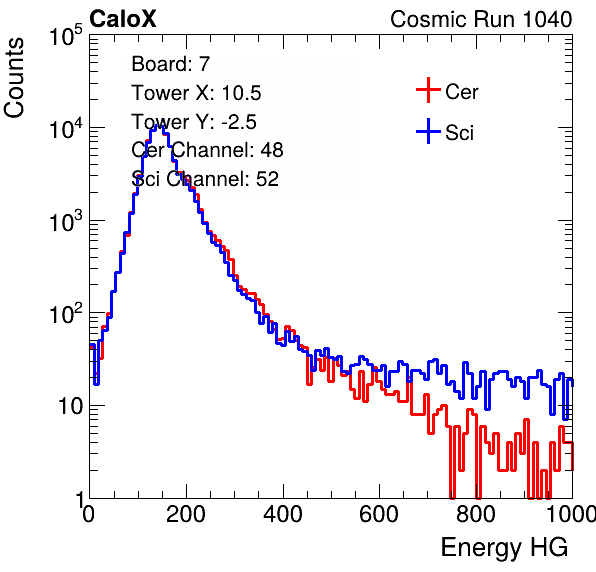 CaloX Cosmic Run 1040
Counts
Board: 7
Tower X: 10.5
Tower Y: -2.5
Cer Channel: 48
Sci Channel: 52
Cer
Sci
10^5
10^4
10^3
10^2
10
1
0 200 400 600 800 1000
Energy HG